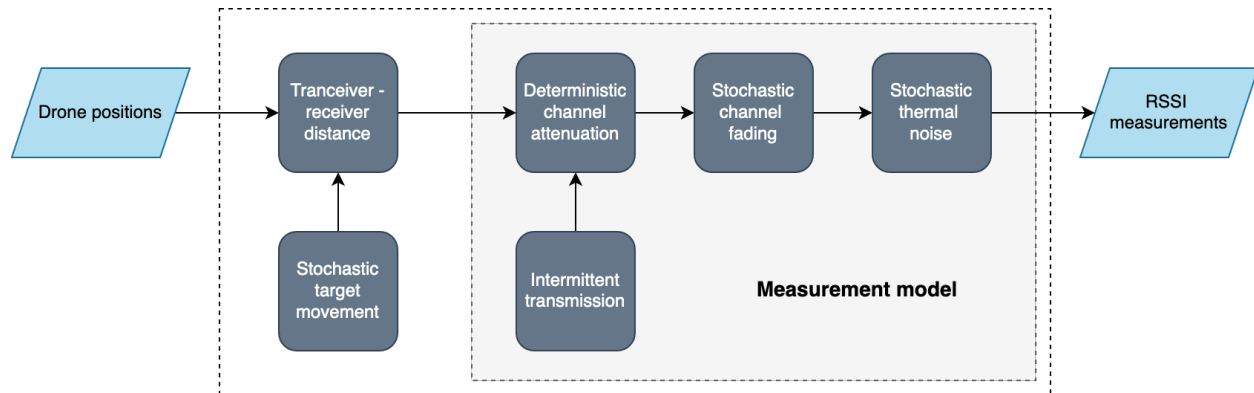 Drone positions
Tranceiver -
receiver
distance
Deterministic
channel
attenuation
Stochastic
channel
fading
Stochastic
thermal
noise
RSSI
measurements
Stochastic
target
movement
Intermittent
transmission
Measurement model